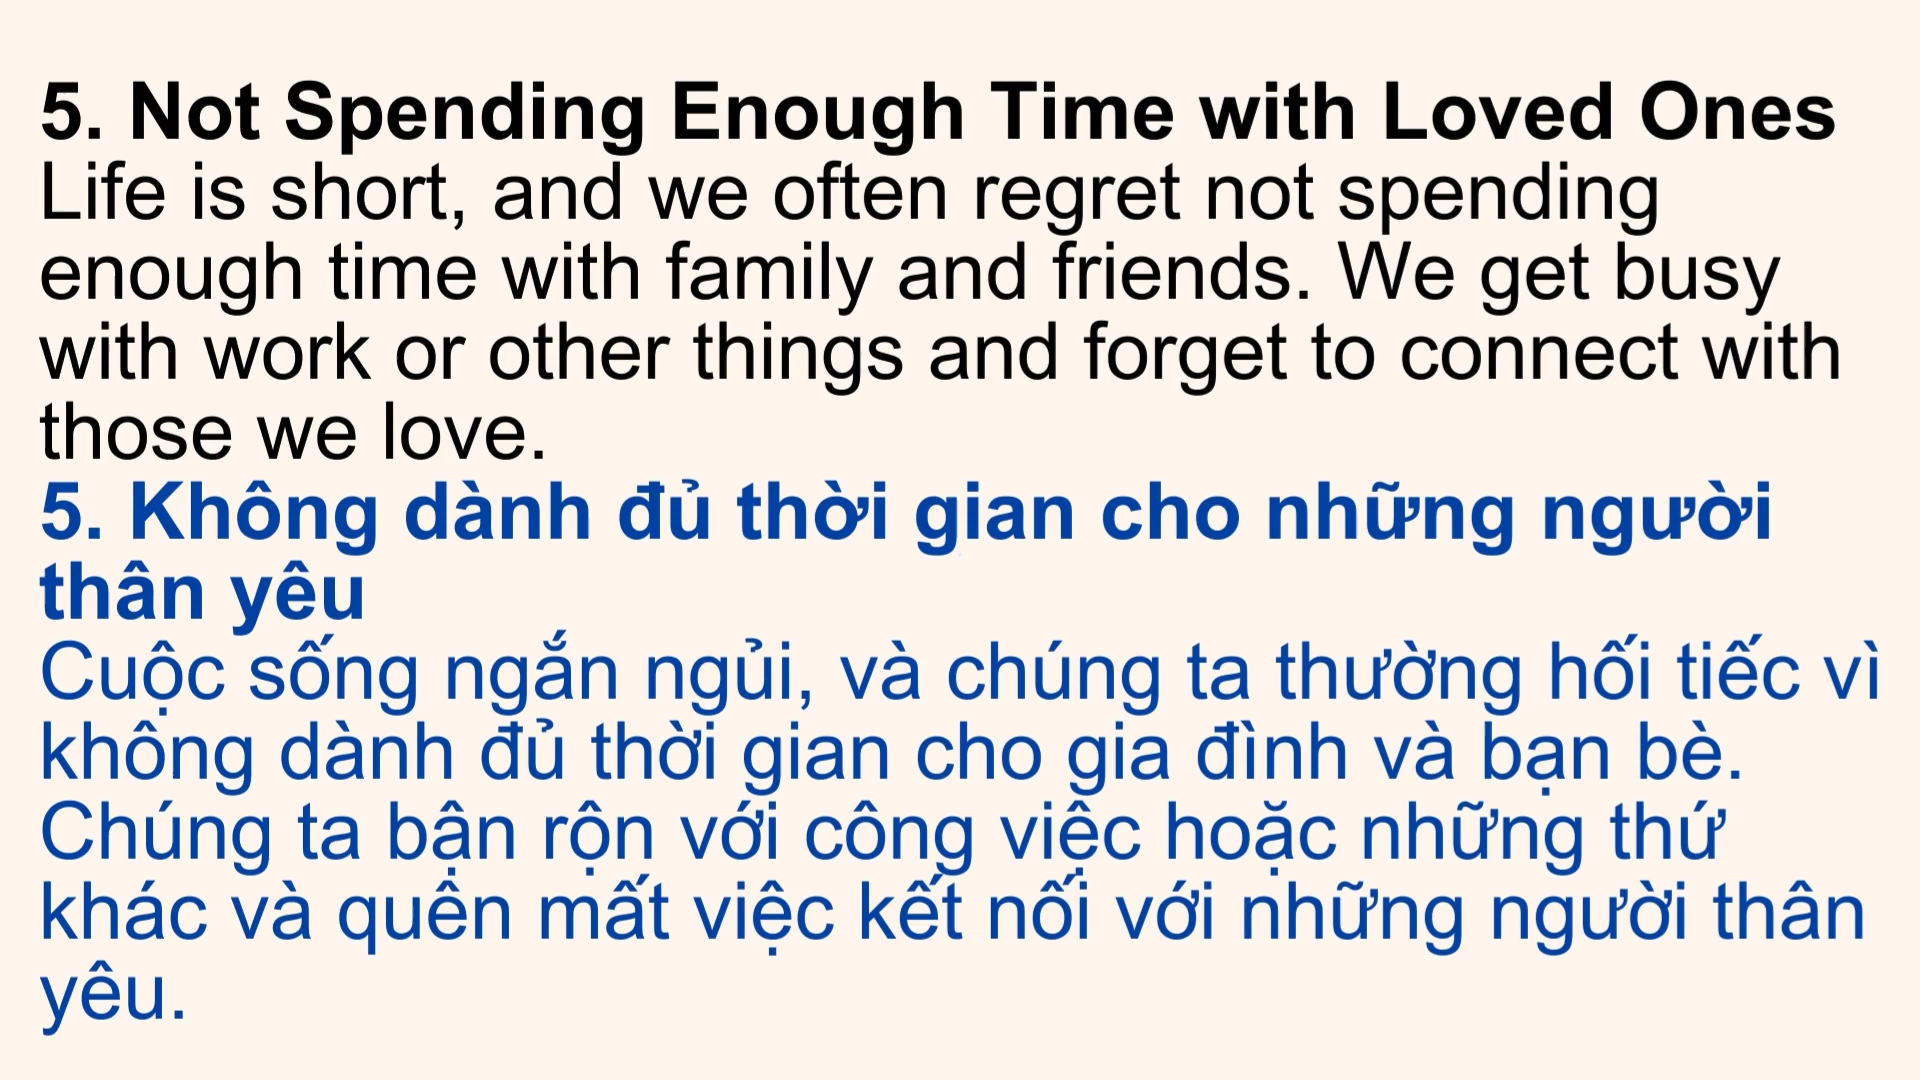 5. Not Spending Enough Time with Loved Ones
Life is short, and we often regret not spending
enough time with family and friends. We get busy
with work or other things and forget to connect with
those we love.
5. Không dành đủ thời gian cho những người
thân yêu
Cuộc sống ngắn ngủi, và chúng ta thường hối tiếc vì
không dành đủ thời gian cho gia đình và bạn bè.
Chúng ta bận rộn với công việc hoặc những thứ
khác và quên mất việc kết nối với những người thân
yêu.